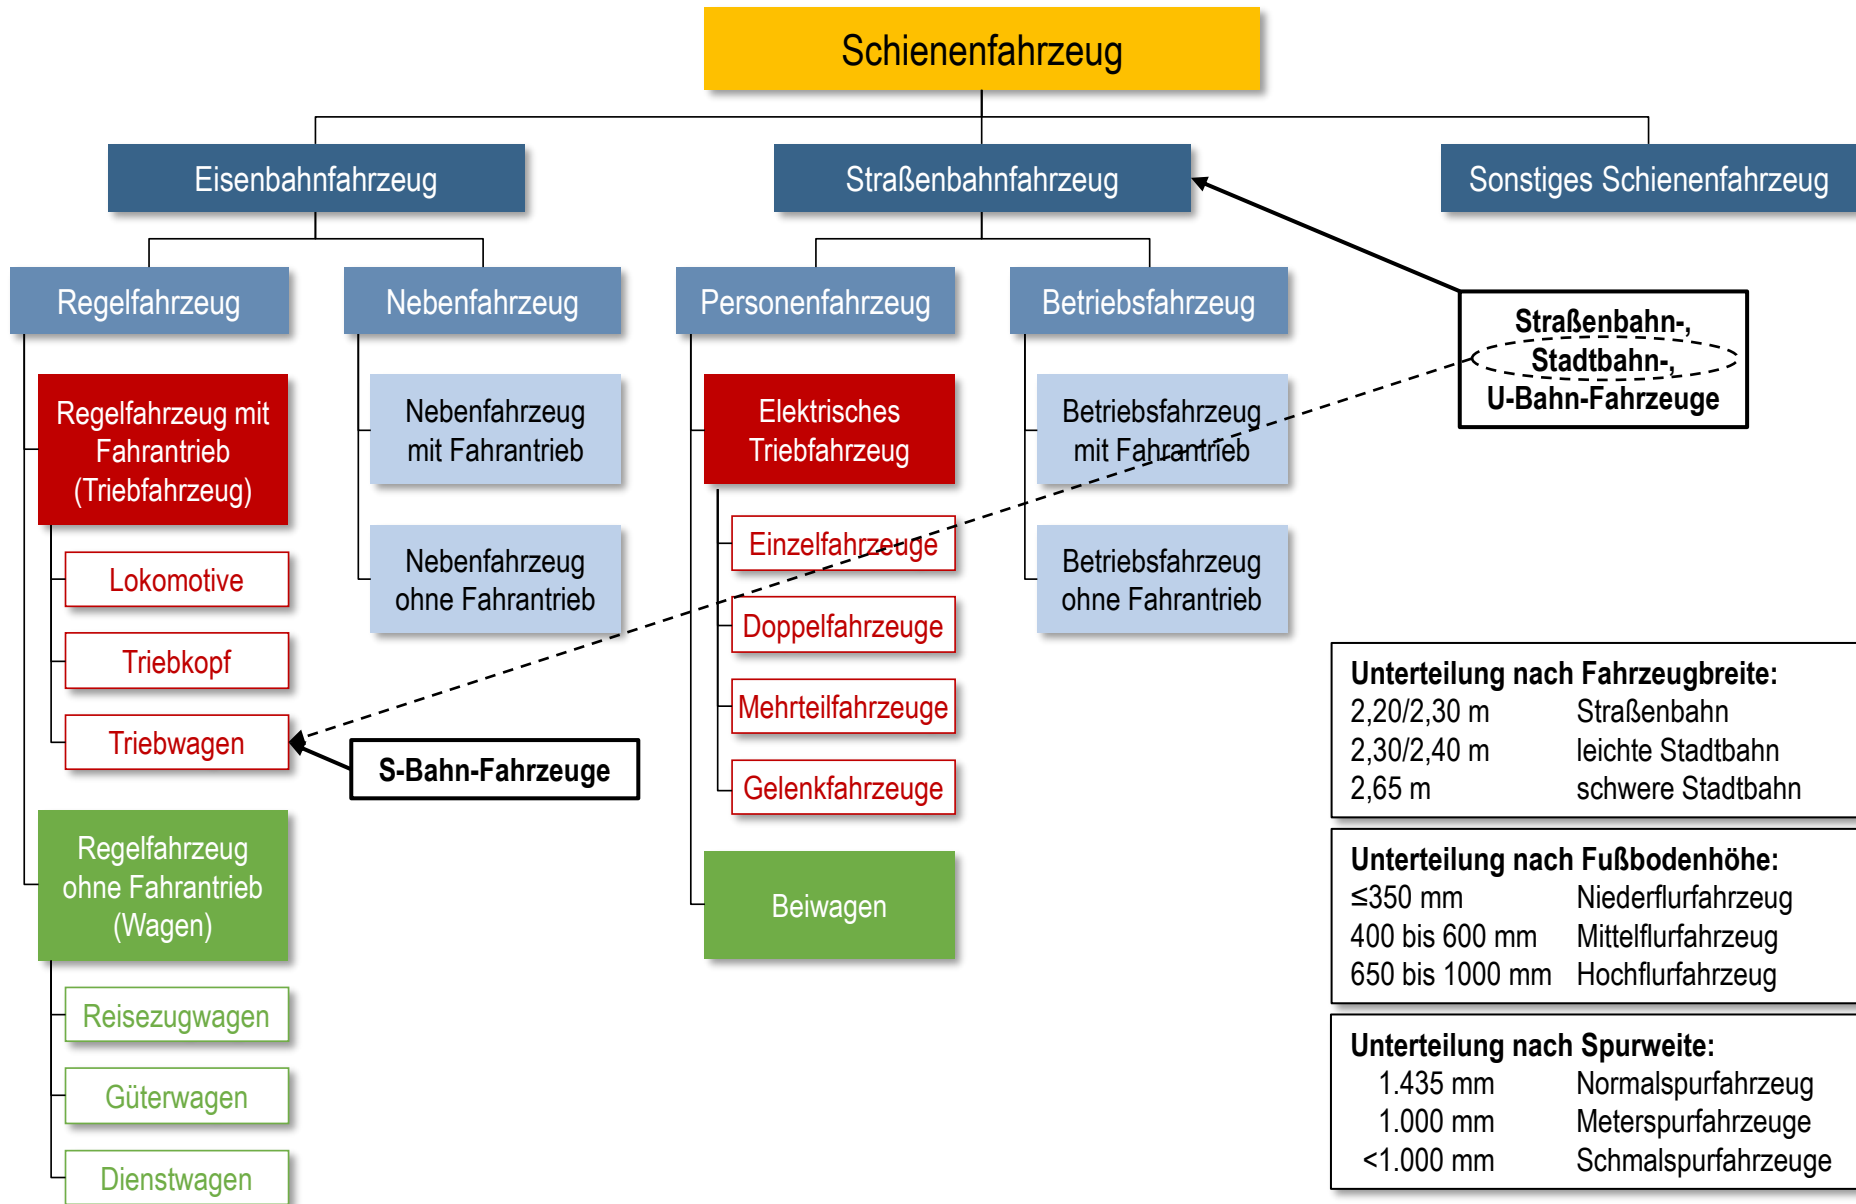 Schienenfahrzeug
Eisenbahnfahrzeug
Straßenbahnfahrzeug
Sonstiges Schienenfahrzeug
Regelfahrzeug
Nebenfahrzeug
Personenfahrzeug
Betriebsfahrzeug
Straßenbahn-,
Stadtbahn-,
U-Bahn-Fahrzeuge
Regelfahrzeug mit
Fahrantrieb
(Triebfahrzeug)
Lokomotive
Triebkopf
Triebwagen
S-Bahn-Fahrzeuge
Regelfahrzeug
ohne Fahrantrieb
(Wagen)
Reisezugwagen
Güterwagen
Dienstwagen
Nebenfahrzeug
mit Fahrantrieb
Nebenfahrzeug
ohne Fahrantrieb
Elektrisches
Triebfahrzeug
Einzelfahrzeuge
Doppelfahrzeuge
Mehrteilfahrzeuge
Gelenkfahrzeuge
Beiwagen
Betriebsfahrzeug
mit Fahrantrieb
Betriebsfahrzeug
ohne Fahrantrieb
Unterteilung nach Fahrzeugbreite:
2,20/2,30 m Straßenbahn
2,30/2,40 m leichte Stadtbahn
2,65 m schwere Stadtbahn
Unterteilung nach Fußbodenhöhe:
≤350 mm Niederflurfahrzeug
400 bis 600 mm Mittelflurfahrzeug
650 bis 1000 mm Hochflurfahrzeug
Unterteilung nach Spurweite:
1.435 mm Normalspurfahrzeug
1.000 mm Meterspurfahrzeuge
<1.000 mm Schmalspurfahrzeuge